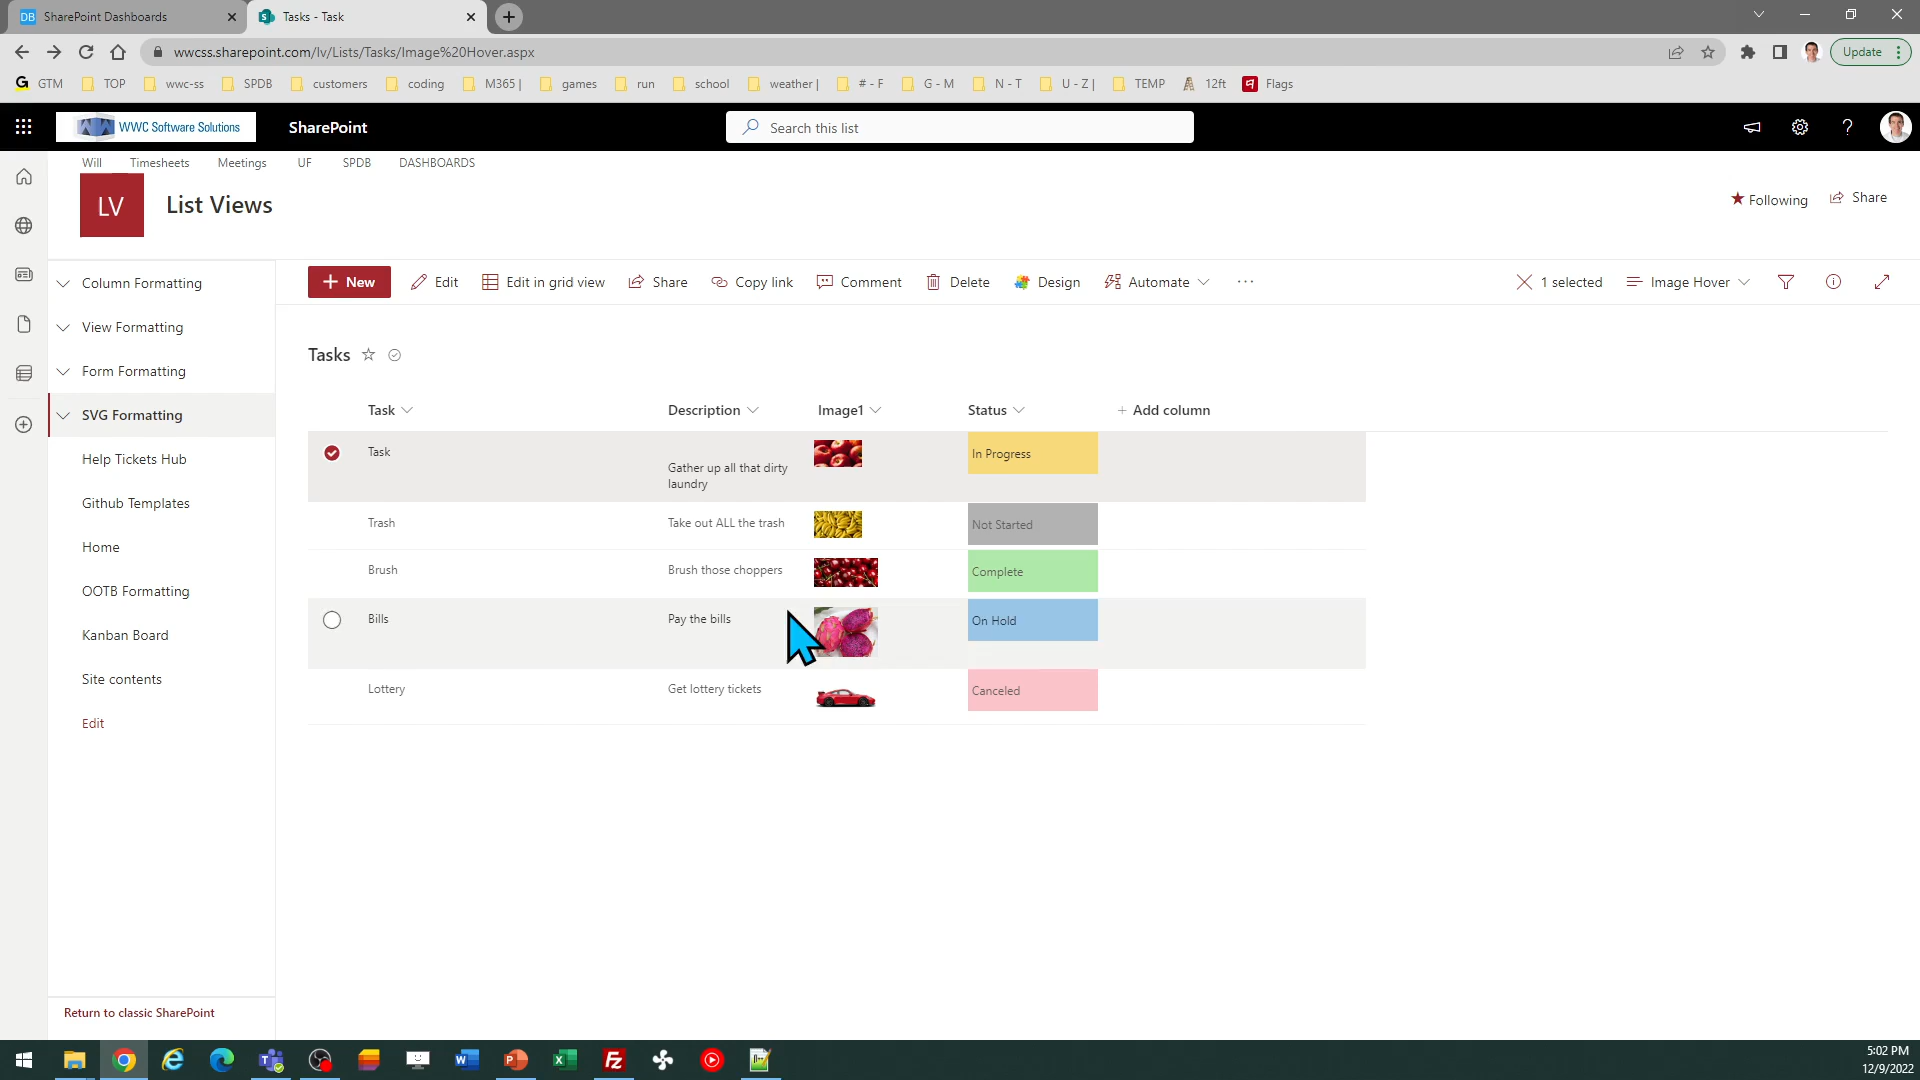 DB SharePoint Dashboards
S Tasks - Task
wwcss.sharepoint.com/lv/Lists/Tasks/Image%20Hover.aspx
Update
G GTM TOP wwc-ss SPDB customers coding M365 | games run school weather | # - F G - M N - T U - Z | TEMP 12ft Flags
WWC Software Solutions
SharePoint
Search this list
?
Will Timesheets Meetings UF SPDB DASHBOARDS
LV
List Views
Following
Share
Column Formatting
View Formatting
Form Formatting
SVG Formatting
Help Tickets Hub
Github Templates
Home
OOTB Formatting
Kanban Board
Site contents
Edit
Return to classic SharePoint
+ New Edit Edit in grid view Share Copy link Comment Delete Design Automate ... 1 selected Image Hover
Tasks
Task Description Image1 Status + Add column
Task
Gather up all that dirty
laundry
In Progress
Trash Take out ALL the trash Not Started
Brush Brush those choppers Complete
Bills Pay the bills On Hold
Lottery Get lottery tickets Canceled
5:02 PM
12/9/2022